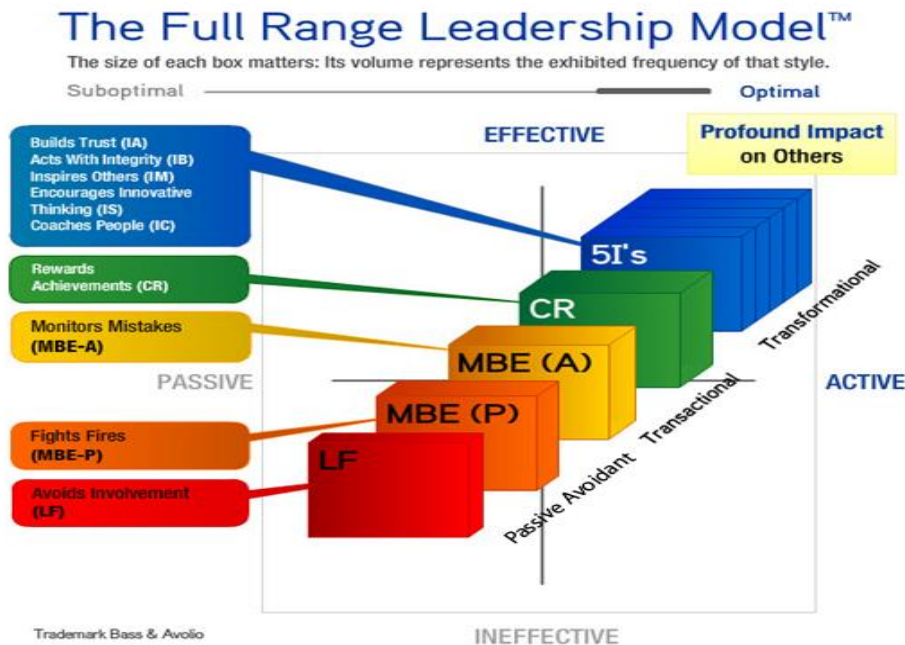 The Full Range Leadership Model™
The size of each box matters: Its volume represents the exhibited frequency of that style.
Suboptimal
Optimal
Builds Trust (IA)
Acts With Integrity (IB)
Inspires Others (IM)
Encourages Innovative
Thinking (IS)
Coaches People (IC)
EFFECTIVE
Profound Impact
on Others
5I's
Rewards
Achievements (CR)
CR
Transformational
Monitors Mistakes
(MBE-A)
MBE (A)
PASSIVE
ACTIVE
MBE (P)
Transactional
Fights Fires
(MBE-P)
LF
Passive Avoidant
Avoids Involvement
(LF)
Trademark Bass & Avolio
INEFFECTIVE